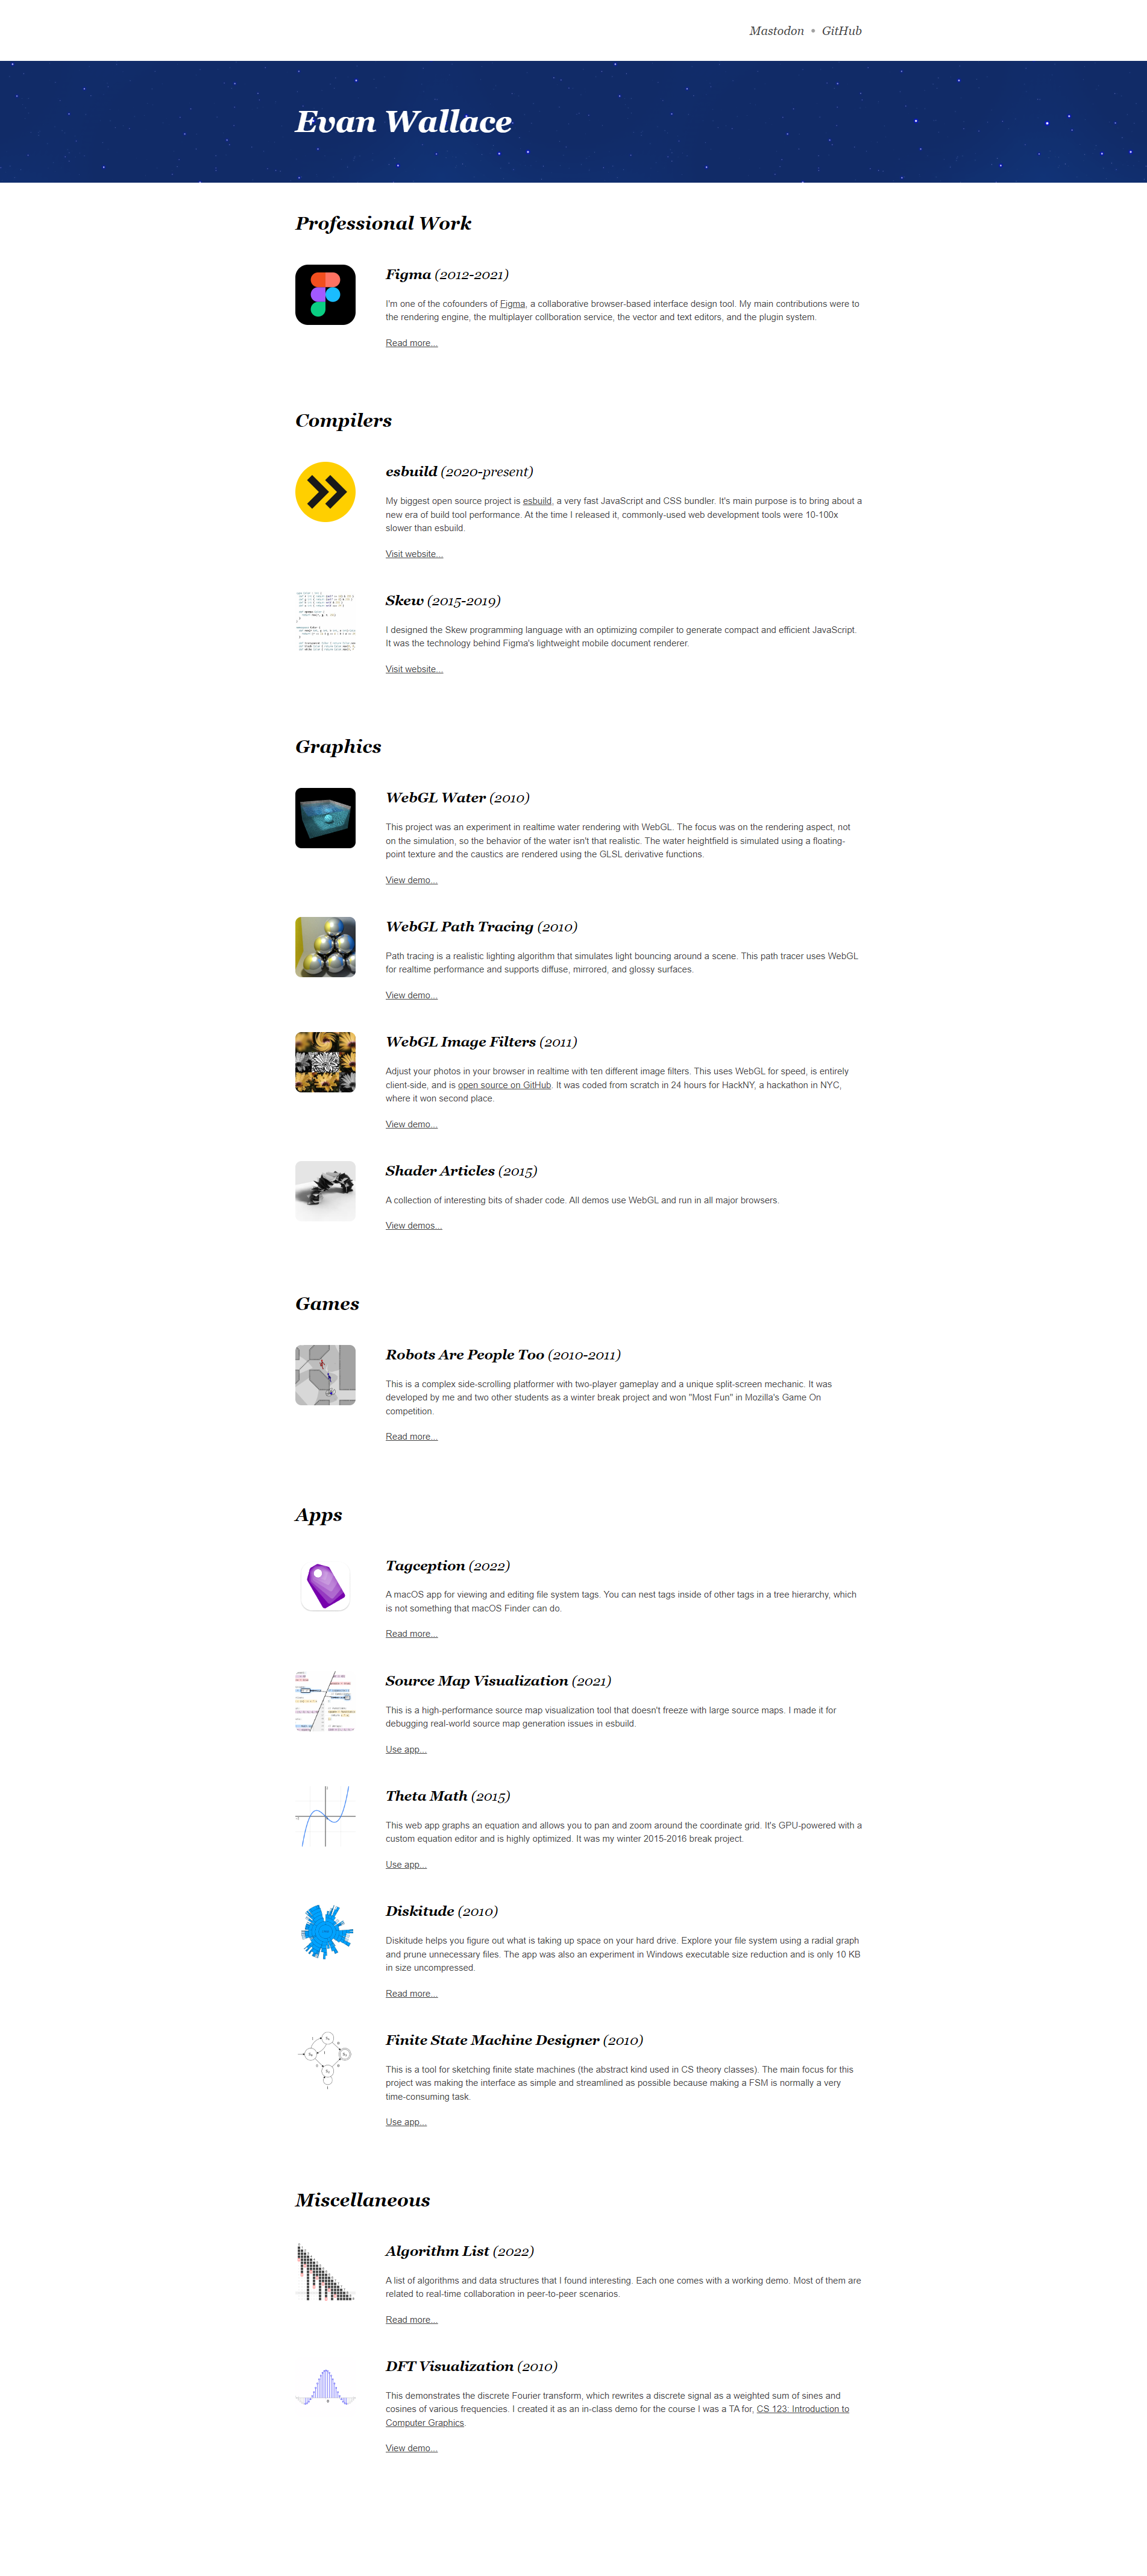 Mastodon • GitHub
Evan Wallace
Professional Work
Figma (2012-2021)
I'm one of the cofounders of Figma, a collaborative browser-based interface design tool. My main contributions were to
the rendering engine, the multiplayer collboration service, the vector and text editors, and the plugin system.
Read more...
Compilers
esbuild (2020-present)
My biggest open source project is esbuild, a very fast JavaScript and CSS bundler. It's main purpose is to bring about a
new era of build tool performance. At the time I released it, commonly-used web development tools were 10-100x
slower than esbuild.
Visit website...
Skew (2015-2019)
I designed the Skew programming language with an optimizing compiler to generate compact and efficient JavaScript.
It was the technology behind Figma's lightweight mobile document renderer.
Visit website...
Graphics
WebGL Water (2010)
This project was an experiment in realtime water rendering with WebGL. The focus was on the rendering aspect, not
on the simulation, so the behavior of the water isn't that realistic. The water heightfield is simulated using a floating-
point texture and the caustics are rendered using the GLSL derivative functions.
View demo...
WebGL Path Tracing (2010)
Path tracing is a realistic lighting algorithm that simulates light bouncing around a scene. This path tracer uses WebGL
for realtime performance and supports diffuse, mirrored, and glossy surfaces.
View demo...
WebGL Image Filters (2011)
Adjust your photos in your browser in realtime with ten different image filters. This uses WebGL for speed, is entirely
client-side, and is open source on GitHub. It was coded from scratch in 24 hours for HackNY, a hackathon in NYC,
where it won second place.
View demo...
Shader Articles (2015)
A collection of interesting bits of shader code. All demos use WebGL and run in all major browsers.
View demos...
Games
Robots Are People Too (2010-2011)
This is a complex side-scrolling platformer with two-player gameplay and a unique split-screen mechanic. It was
developed by me and two other students as a winter break project and won "Most Fun" in Mozilla's Game On
competition.
Read more...
Apps
Tagception (2022)
A macOS app for viewing and editing file system tags. You can nest tags inside of other tags in a tree hierarchy, which
is not something that macOS Finder can do.
Read more...
Source Map Visualization (2021)
This is a high-performance source map visualization tool that doesn't freeze with large source maps. I made it for
debugging real-world source map generation issues in esbuild.
Use app...
Theta Math (2015)
This web app graphs an equation and allows you to pan and zoom around the coordinate grid. It's GPU-powered with a
custom equation editor and is highly optimized. It was my winter 2015-2016 break project.
Use app...
Diskitude (2010)
Diskitude helps you figure out what is taking up space on your hard drive. Explore your file system using a radial graph
and prune unnecessary files. The app was also an experiment in Windows executable size reduction and is only 10 KB
in size uncompressed.
Read more...
Finite State Machine Designer (2010)
This is a tool for sketching finite state machines (the abstract kind used in CS theory classes). The main focus for this
project was making the interface as simple and streamlined as possible because making a FSM is normally a very
time-consuming task.
Use app...
Miscellaneous
Algorithm List (2022)
A list of algorithms and data structures that I found interesting. Each one comes with a working demo. Most of them are
related to real-time collaboration in peer-to-peer scenarios.
Read more...
DFT Visualization (2010)
This demonstrates the discrete Fourier transform, which rewrites a discrete signal as a weighted sum of sines and
cosines of various frequencies. I created it as an in-class demo for the course I was a TA for, CS 123: Introduction to
Computer Graphics.
View demo...